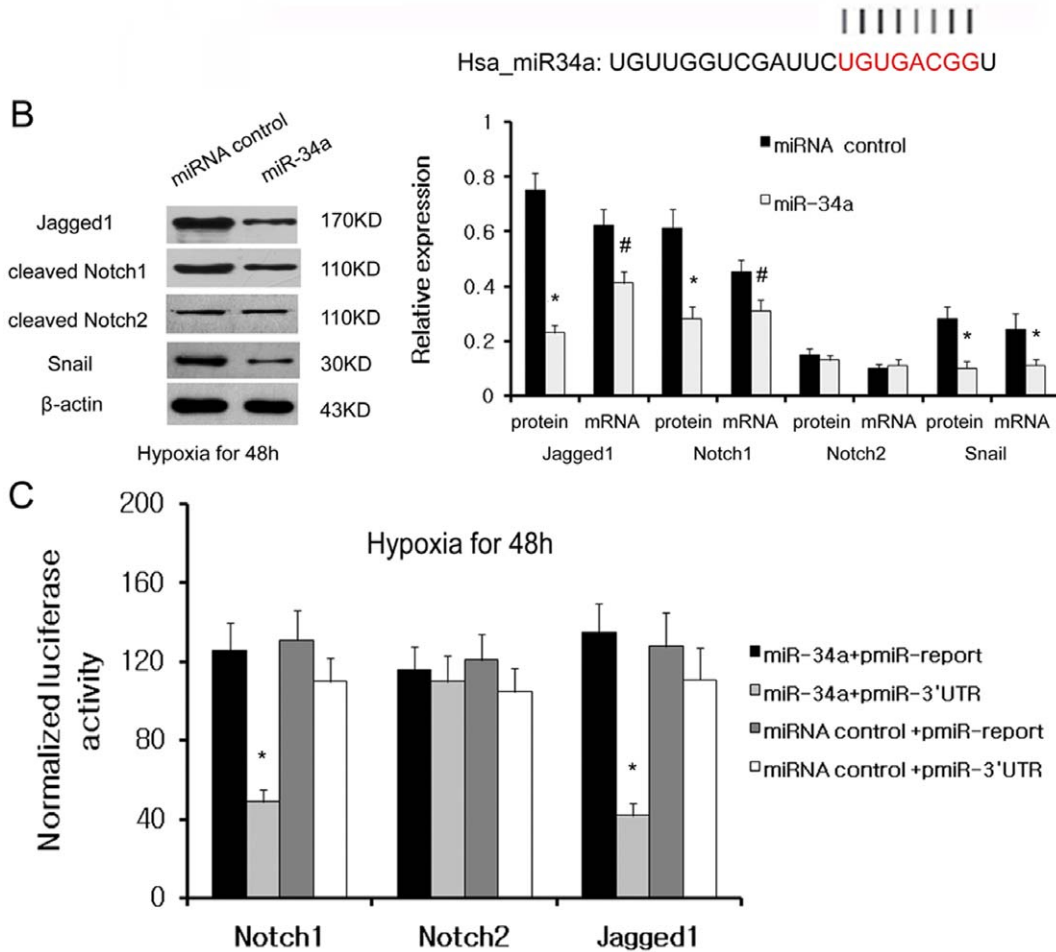 Hsa_miR34a: UGUUGGUCGAUUCUGUGACGGU
B
miRNA control
miR-34a
Jagged1 170KD
cleaved Notch1 110KD
cleaved Notch2 110KD
Snail 30KD
β-actin 43KD
Hypoxia for 48h
Relative expression
1
0.8
0.6
0.4
0.2
0
miRNA control
miR-34a
* # * # * *
protein mRNA protein mRNA protein mRNA protein mRNA
Jagged1 Notch1 Notch2 Snail
C
Hypoxia for 48h
Normalized luciferase
activity
200
160
120
80
40
0
* *
miR-34a+pmiR-report
miR-34a+pmiR-3'UTR
miRNA control +pmiR-report
miRNA control +pmiR-3'UTR
Notch1 Notch2 Jagged1